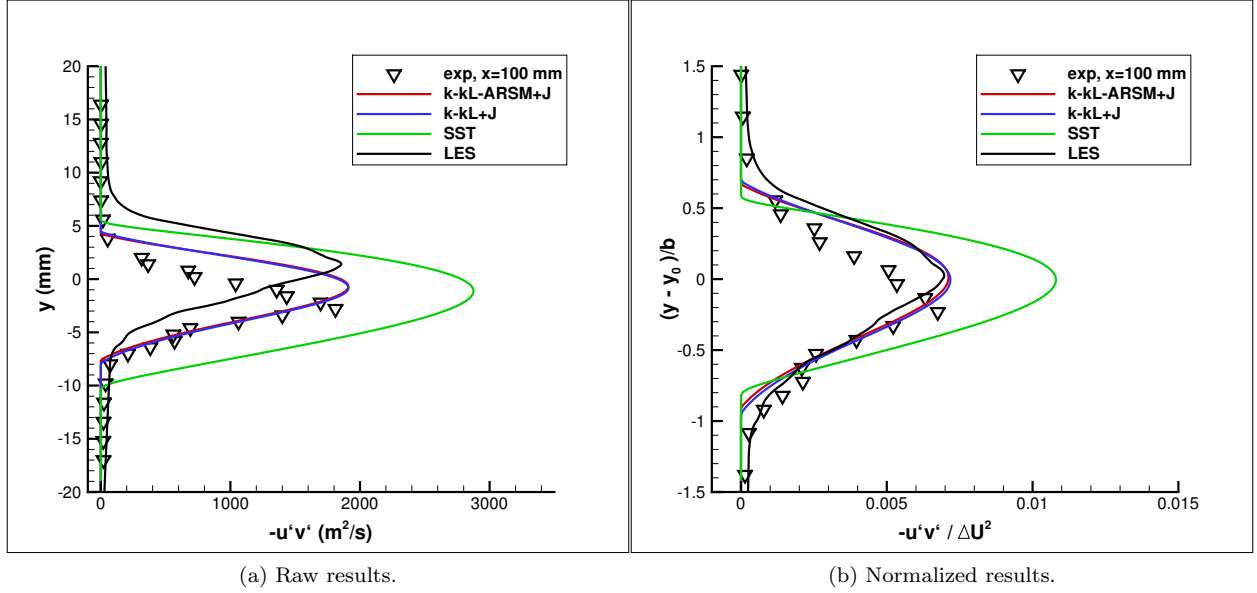 exp, x=100 mm
k-kL-ARSM+J
k-kL+J
SST
LES
y (mm)
20
15
10
5
0
-5
-10
-15
-20
0 1000 2000 3000
-u‘v‘ (m²/s)
(a) Raw results.
exp, x=100 mm
k-kL-ARSM+J
k-kL+J
SST
LES
(y - y₀)/b
1.5
1
0.5
0
-0.5
-1
-1.5
0 0.005 0.01 0.015
-u‘v‘ / ΔU²
(b) Normalized results.